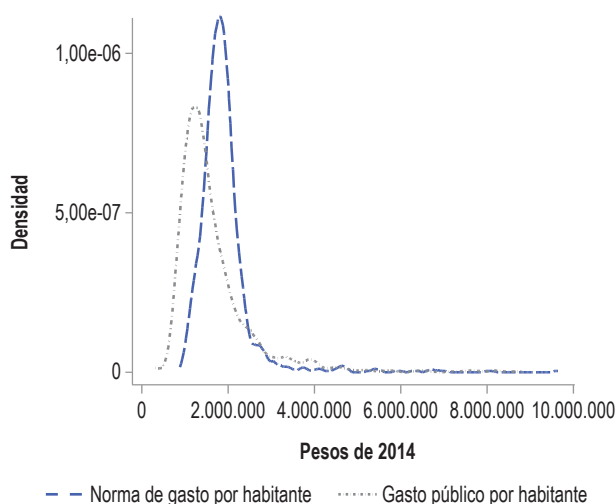 1,00e-06
Densidad
5,00e-07
0
0 2.000.000 4.000.000 6.000.000 8.000.000 10.000.000
Pesos de 2014
Norma de gasto por habitante Gasto público por habitante